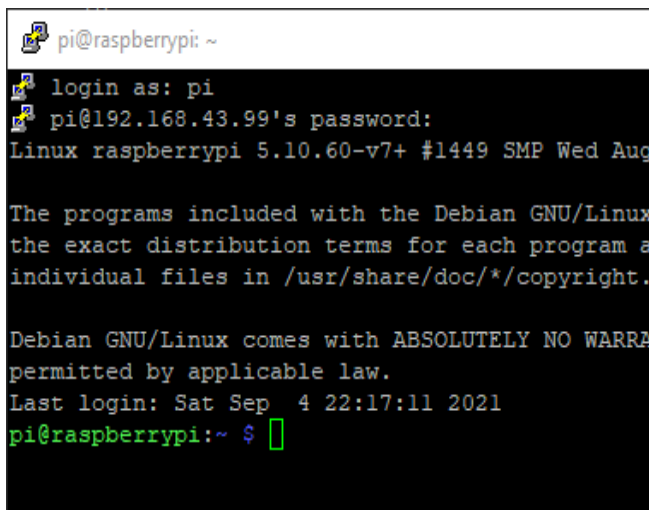 pi@raspberrypi: ~
login as: pi
pi@192.168.43.99's password:
Linux raspberrypi 5.10.60-v7+ #1449 SMP Wed Aug
The programs included with the Debian GNU/Linux
the exact distribution terms for each program a
individual files in /usr/share/doc/*/copyright.
Debian GNU/Linux comes with ABSOLUTELY NO WARRA
permitted by applicable law.
Last login: Sat Sep  4 22:17:11 2021
pi@raspberrypi:~ $